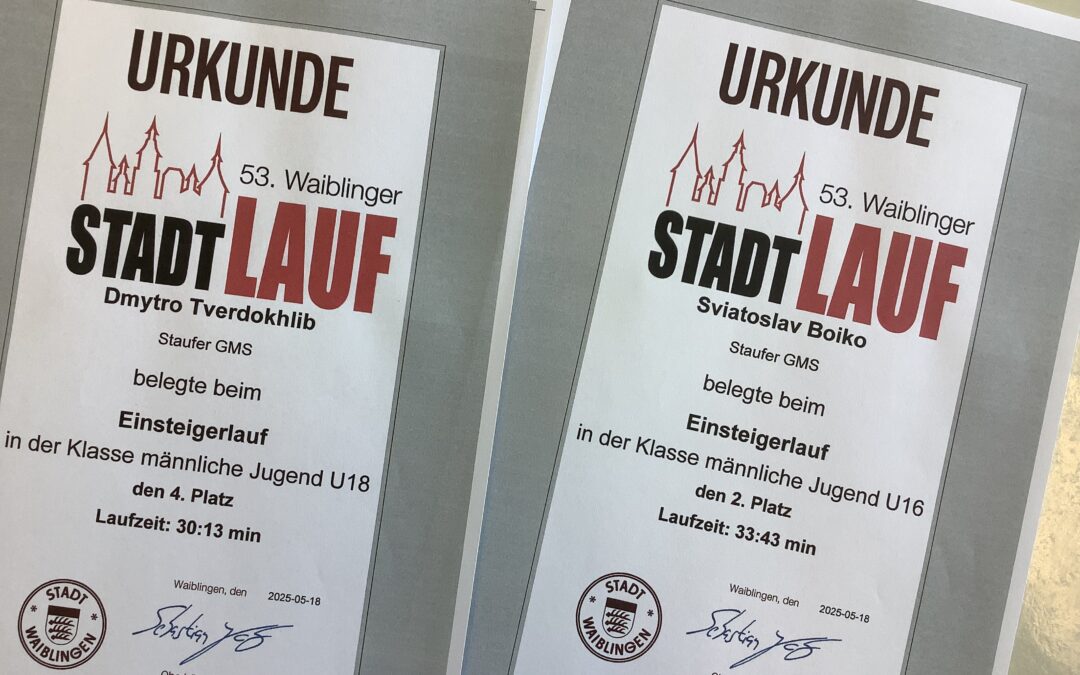 URKUNDE
53. Waiblinger
STADTLAUF
Dmytro Tverdokhlib
Staufer GMS
belegte beim
Einsteigerlauf
in der Klasse männliche Jugend U18
den 4. Platz
Laufzeit: 30:13 min
Waiblingen, den 2025-05-18
STADT
WAIBLINGEN
URKUNDE
53. Waiblinger
STADTLAUF
Sviatoslav Boiko
Staufer GMS
belegte beim
Einsteigerlauf
in der Klasse männliche Jugend U16
den 2. Platz
Laufzeit: 33:43 min
Waiblingen, den 2025-05-18
STADT
WAIBLINGEN